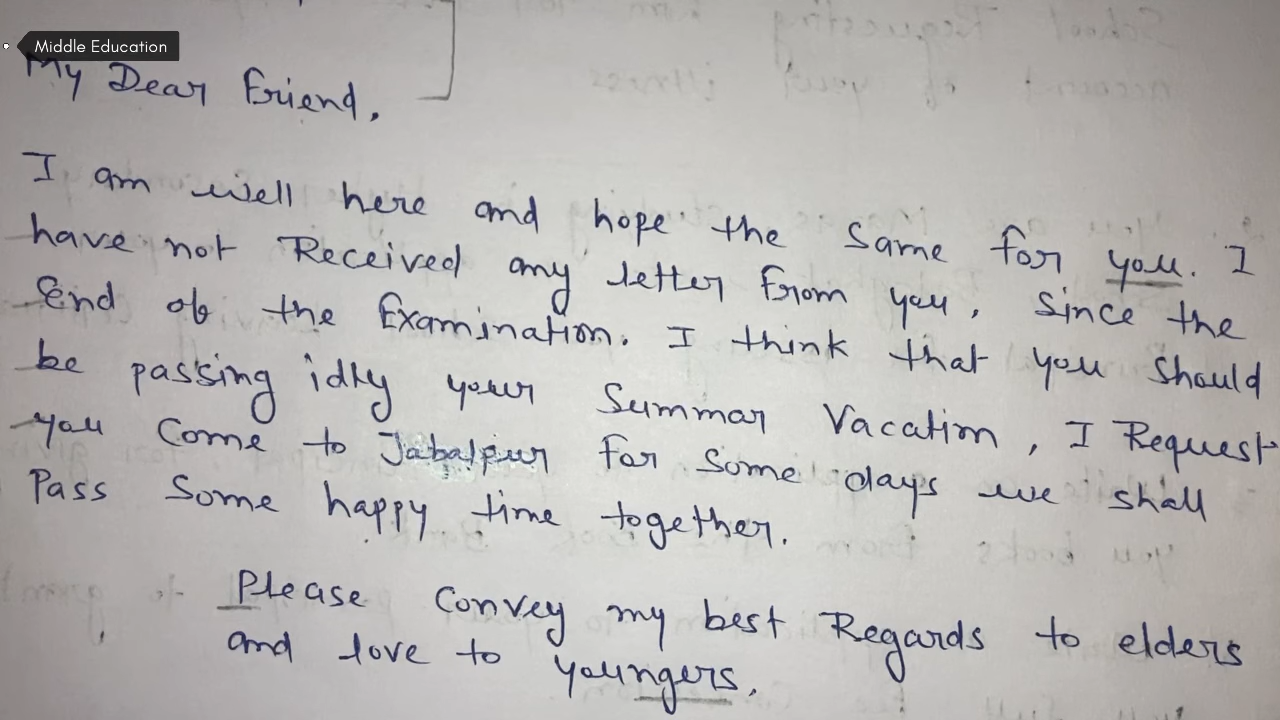 Middle Education
My Dear Friend,
I am well here and hope the same for you. I
have not Received any letter From you, Since the
End of the Examination. I think that you should
be passing idly your Summar Vacation, I Request
you Come to Jabalpur For Some days we shall
Pass Some happy time together.
Please Convey my best Regards to elders
and love to youngers.